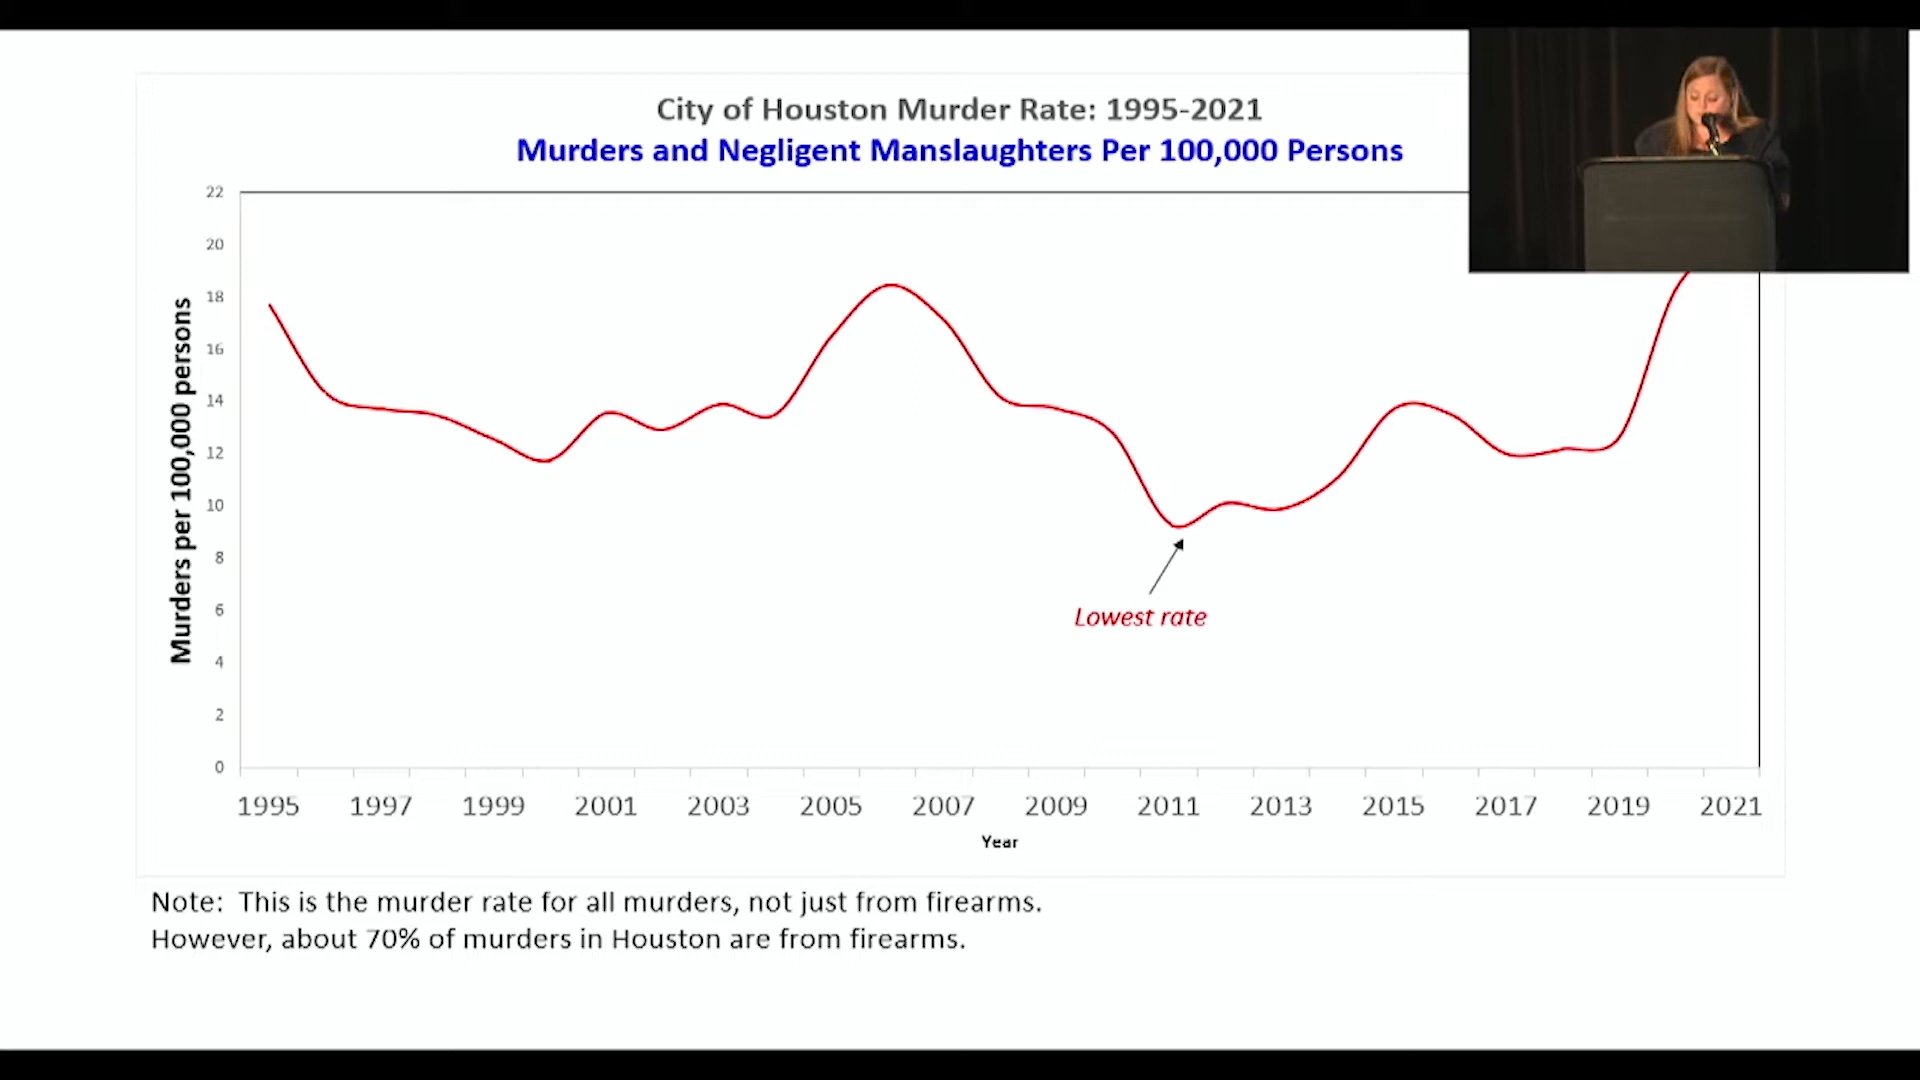 City of Houston Murder Rate: 1995-2021
Murders and Negligent Manslaughters Per 100,000 Persons
22
20
18
16
14
12
10
8
6
4
2
0
Murders per 100,000 persons
Lowest rate
1995 1997 1999 2001 2003 2005 2007 2009 2011 2013 2015 2017 2019 2021
Year
Note: This is the murder rate for all murders, not just from firearms.
However, about 70% of murders in Houston are from firearms.